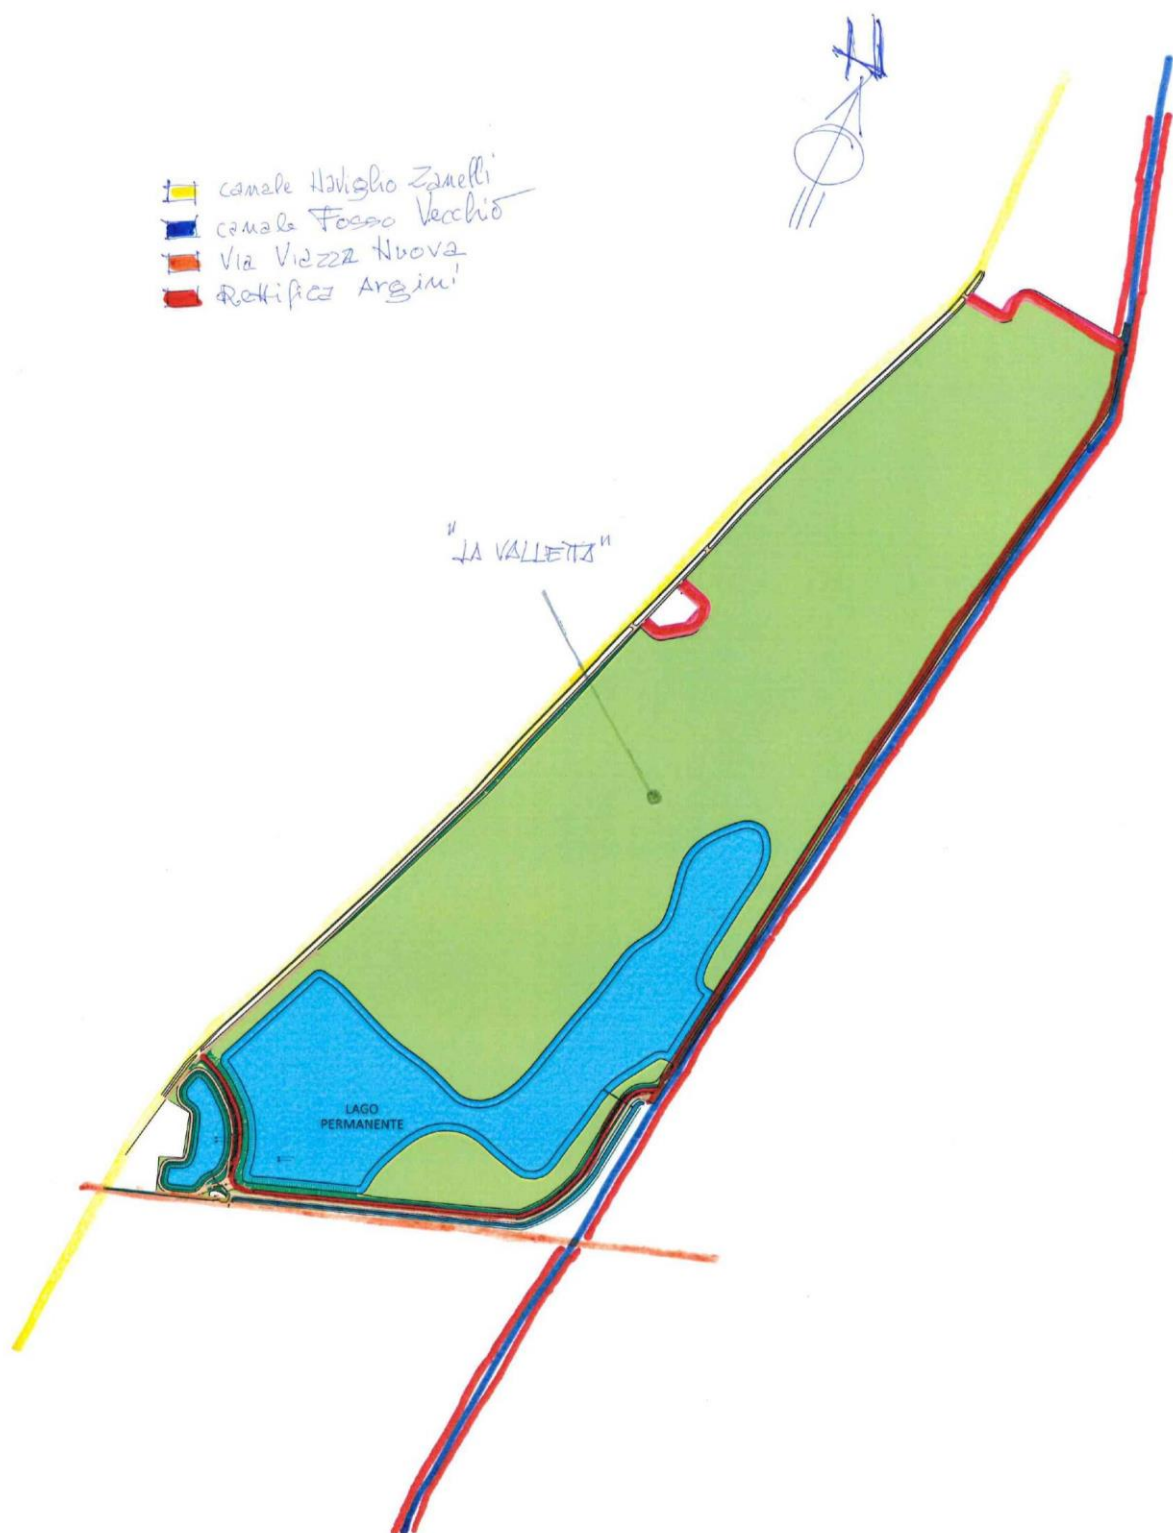 N
canale Naviglio Zanelli
canale Fosso Vecchio
Via Viazza Nuova
Rettifica Argini
"LA VALLETTA"
LAGO
PERMANENTE